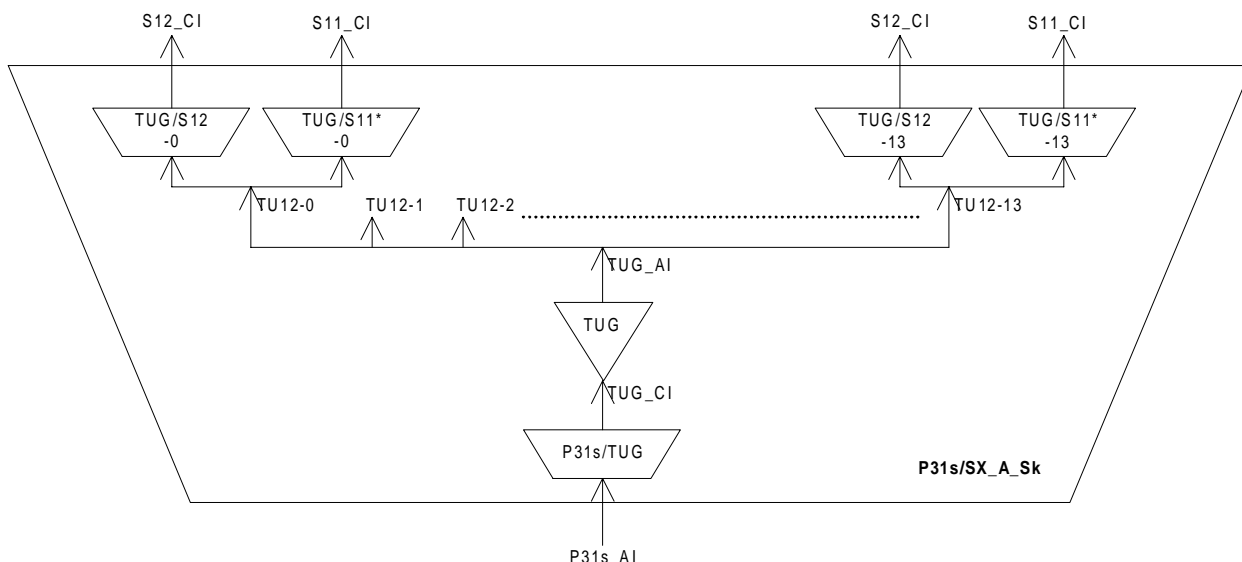 S12_CI S11_CI S12_CI S11_CI
TUG/S12 TUG/S11* TUG/S12 TUG/S11*
-0 -0 -13 -13
TU12-0 TU12-1 TU12-2 TU12-13
TUG_AI
TUG
TUG_CI
P31s/TUG
P31s/SX_A_Sk
P31s_AI